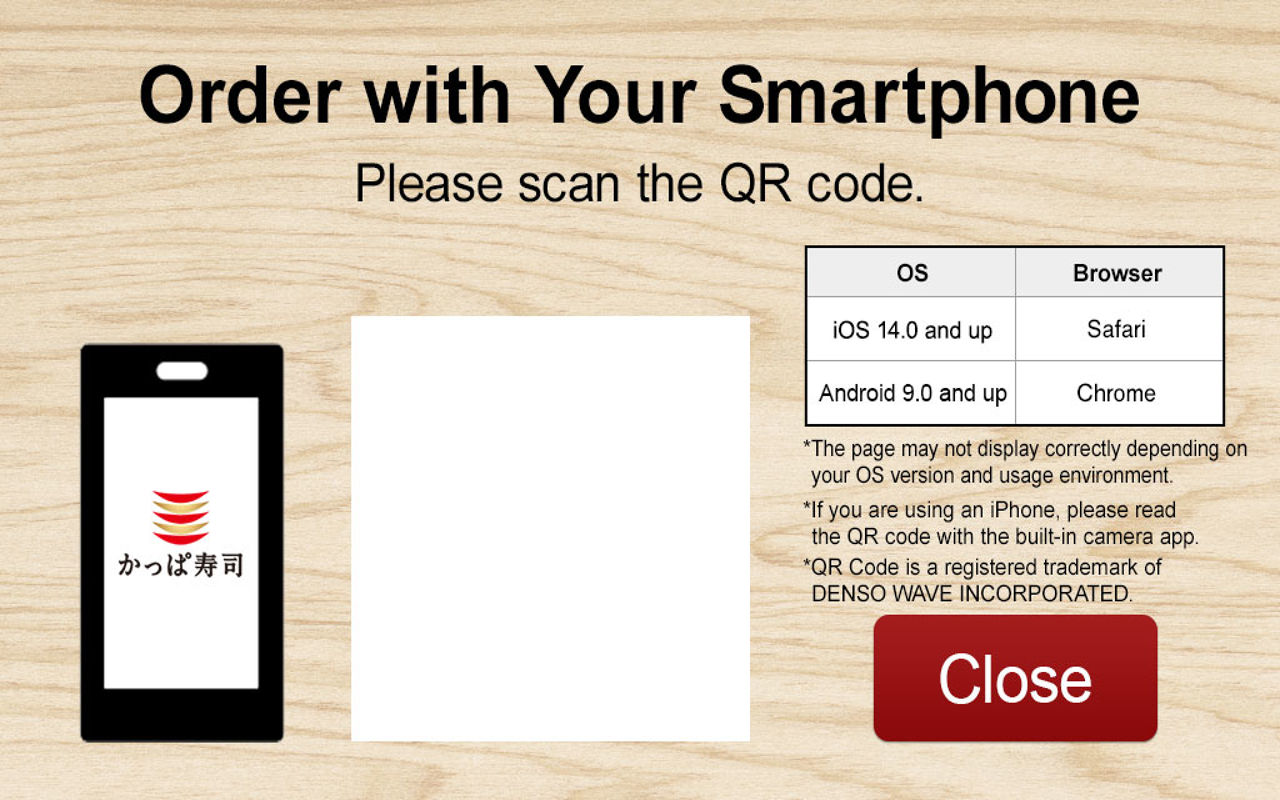 Order with Your Smartphone
Please scan the QR code.
かっぱ寿司
OS Browser
iOS 14.0 and up Safari
Android 9.0 and up Chrome
*The page may not display correctly depending on
your OS version and usage environment.
*If you are using an iPhone, please read
the QR code with the built-in camera app.
*QR Code is a registered trademark of
DENSO WAVE INCORPORATED.
Close